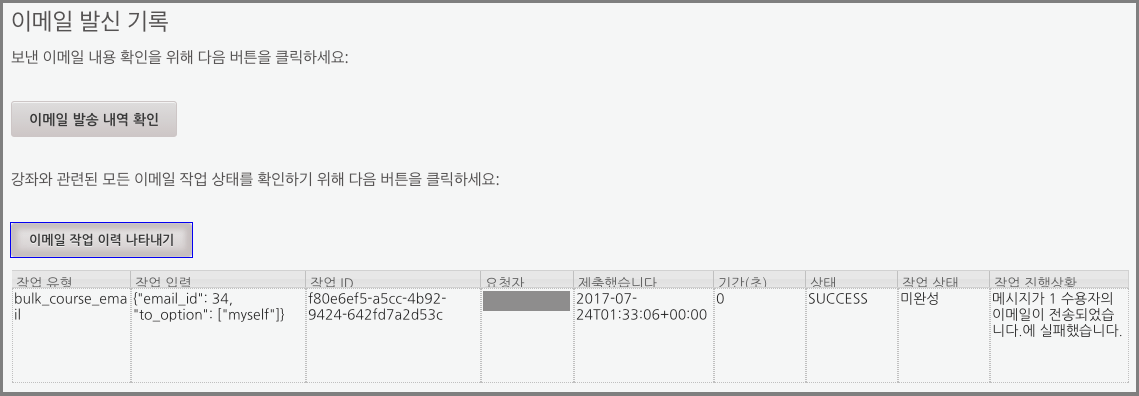 이메일 발신 기록
보낸 이메일 내용 확인을 위해 다음 버튼을 클릭하세요:
이메일 발송 내역 확인
강좌와 관련된 모든 이메일 작업 상태를 확인하기 위해 다음 버튼을 클릭하세요:
이메일 작업 이력 나타내기
작업 유형 작업 입력 작업 ID 요청자 제출했습니다 기간(초) 상태 작업 상태 작업 진행상황
bulk_course_ema {"email_id": 34, f80e6ef5-a5cc-4b92- 2017-07- 0 SUCCESS 미완성 메시지가 1 수용자의
il "to_option": ["myself"]} 9424-642fd7a2d53c 24T01:33:06+00:00 이메일이 전송되었습
니다.에 실패했습니다.